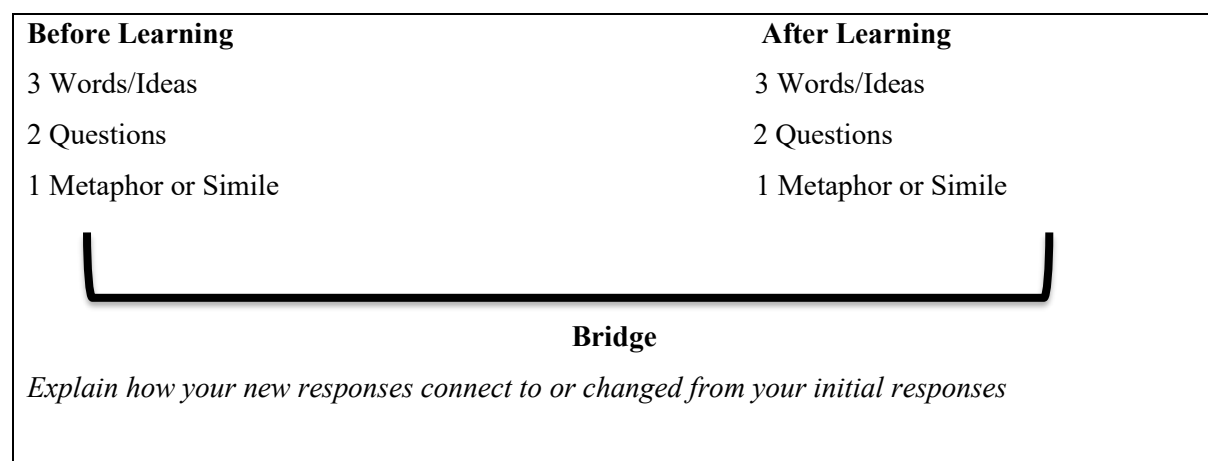 Before Learning After Learning
3 Words/Ideas 3 Words/Ideas
2 Questions 2 Questions
1 Metaphor or Simile 1 Metaphor or Simile
Bridge
Explain how your new responses connect to or changed from your initial responses